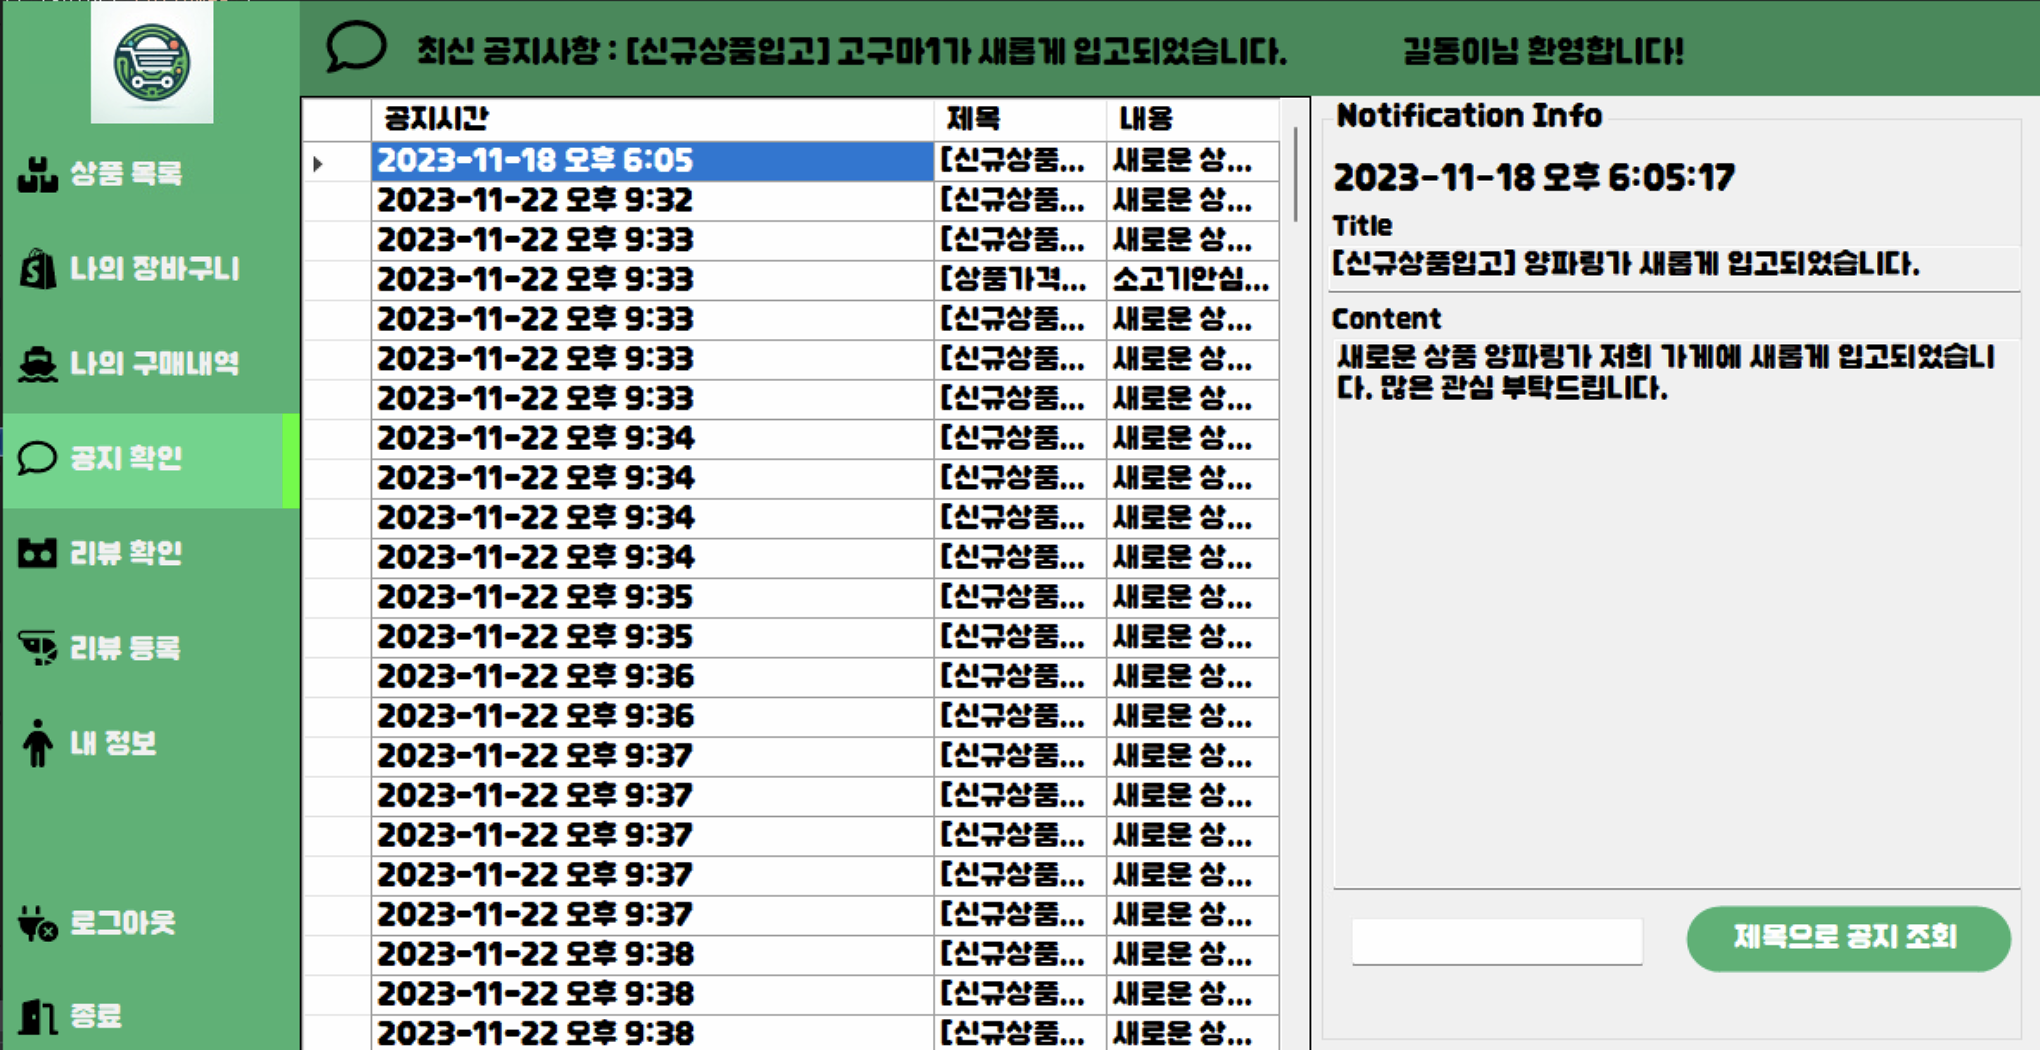 최신 공지사항 : [신규상품입고] 고구마1가 새롭게 입고되었습니다.
길동이님 환영합니다!
상품 목록
나의 장바구니
나의 구매내역
공지 확인
리뷰 확인
리뷰 등록
내 정보
로그아웃
종료
공지시간 제목 내용
2023-11-18 오후 6:05 [신규상품... 새로운 상...
2023-11-22 오후 9:32 [신규상품... 새로운 상...
2023-11-22 오후 9:33 [신규상품... 새로운 상...
2023-11-22 오후 9:33 [상품가격... 소고기안심...
2023-11-22 오후 9:33 [신규상품... 새로운 상...
2023-11-22 오후 9:33 [신규상품... 새로운 상...
2023-11-22 오후 9:33 [신규상품... 새로운 상...
2023-11-22 오후 9:34 [신규상품... 새로운 상...
2023-11-22 오후 9:34 [신규상품... 새로운 상...
2023-11-22 오후 9:34 [신규상품... 새로운 상...
2023-11-22 오후 9:34 [신규상품... 새로운 상...
2023-11-22 오후 9:35 [신규상품... 새로운 상...
2023-11-22 오후 9:35 [신규상품... 새로운 상...
2023-11-22 오후 9:36 [신규상품... 새로운 상...
2023-11-22 오후 9:36 [신규상품... 새로운 상...
2023-11-22 오후 9:37 [신규상품... 새로운 상...
2023-11-22 오후 9:37 [신규상품... 새로운 상...
2023-11-22 오후 9:37 [신규상품... 새로운 상...
2023-11-22 오후 9:37 [신규상품... 새로운 상...
2023-11-22 오후 9:37 [신규상품... 새로운 상...
2023-11-22 오후 9:38 [신규상품... 새로운 상...
2023-11-22 오후 9:38 [신규상품... 새로운 상...
2023-11-22 오후 9:38 [신규상품... 새로운 상...
Notification Info
2023-11-18 오후 6:05:17
Title
[신규상품입고] 양파링가 새롭게 입고되었습니다.
Content
새로운 상품 양파링가 저희 가게에 새롭게 입고되었습니
다. 많은 관심 부탁드립니다.
제목으로 공지 조회